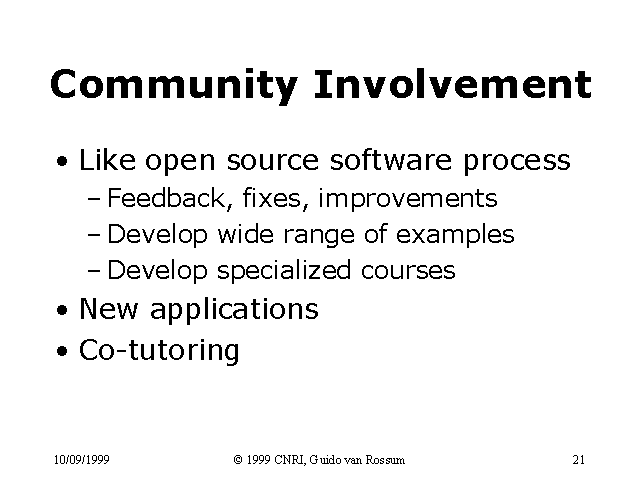 Community Involvement
• Like open source software process
– Feedback, fixes, improvements
– Develop wide range of examples
– Develop specialized courses
• New applications
• Co-tutoring
10/09/1999 © 1999 CNRI, Guido van Rossum 21